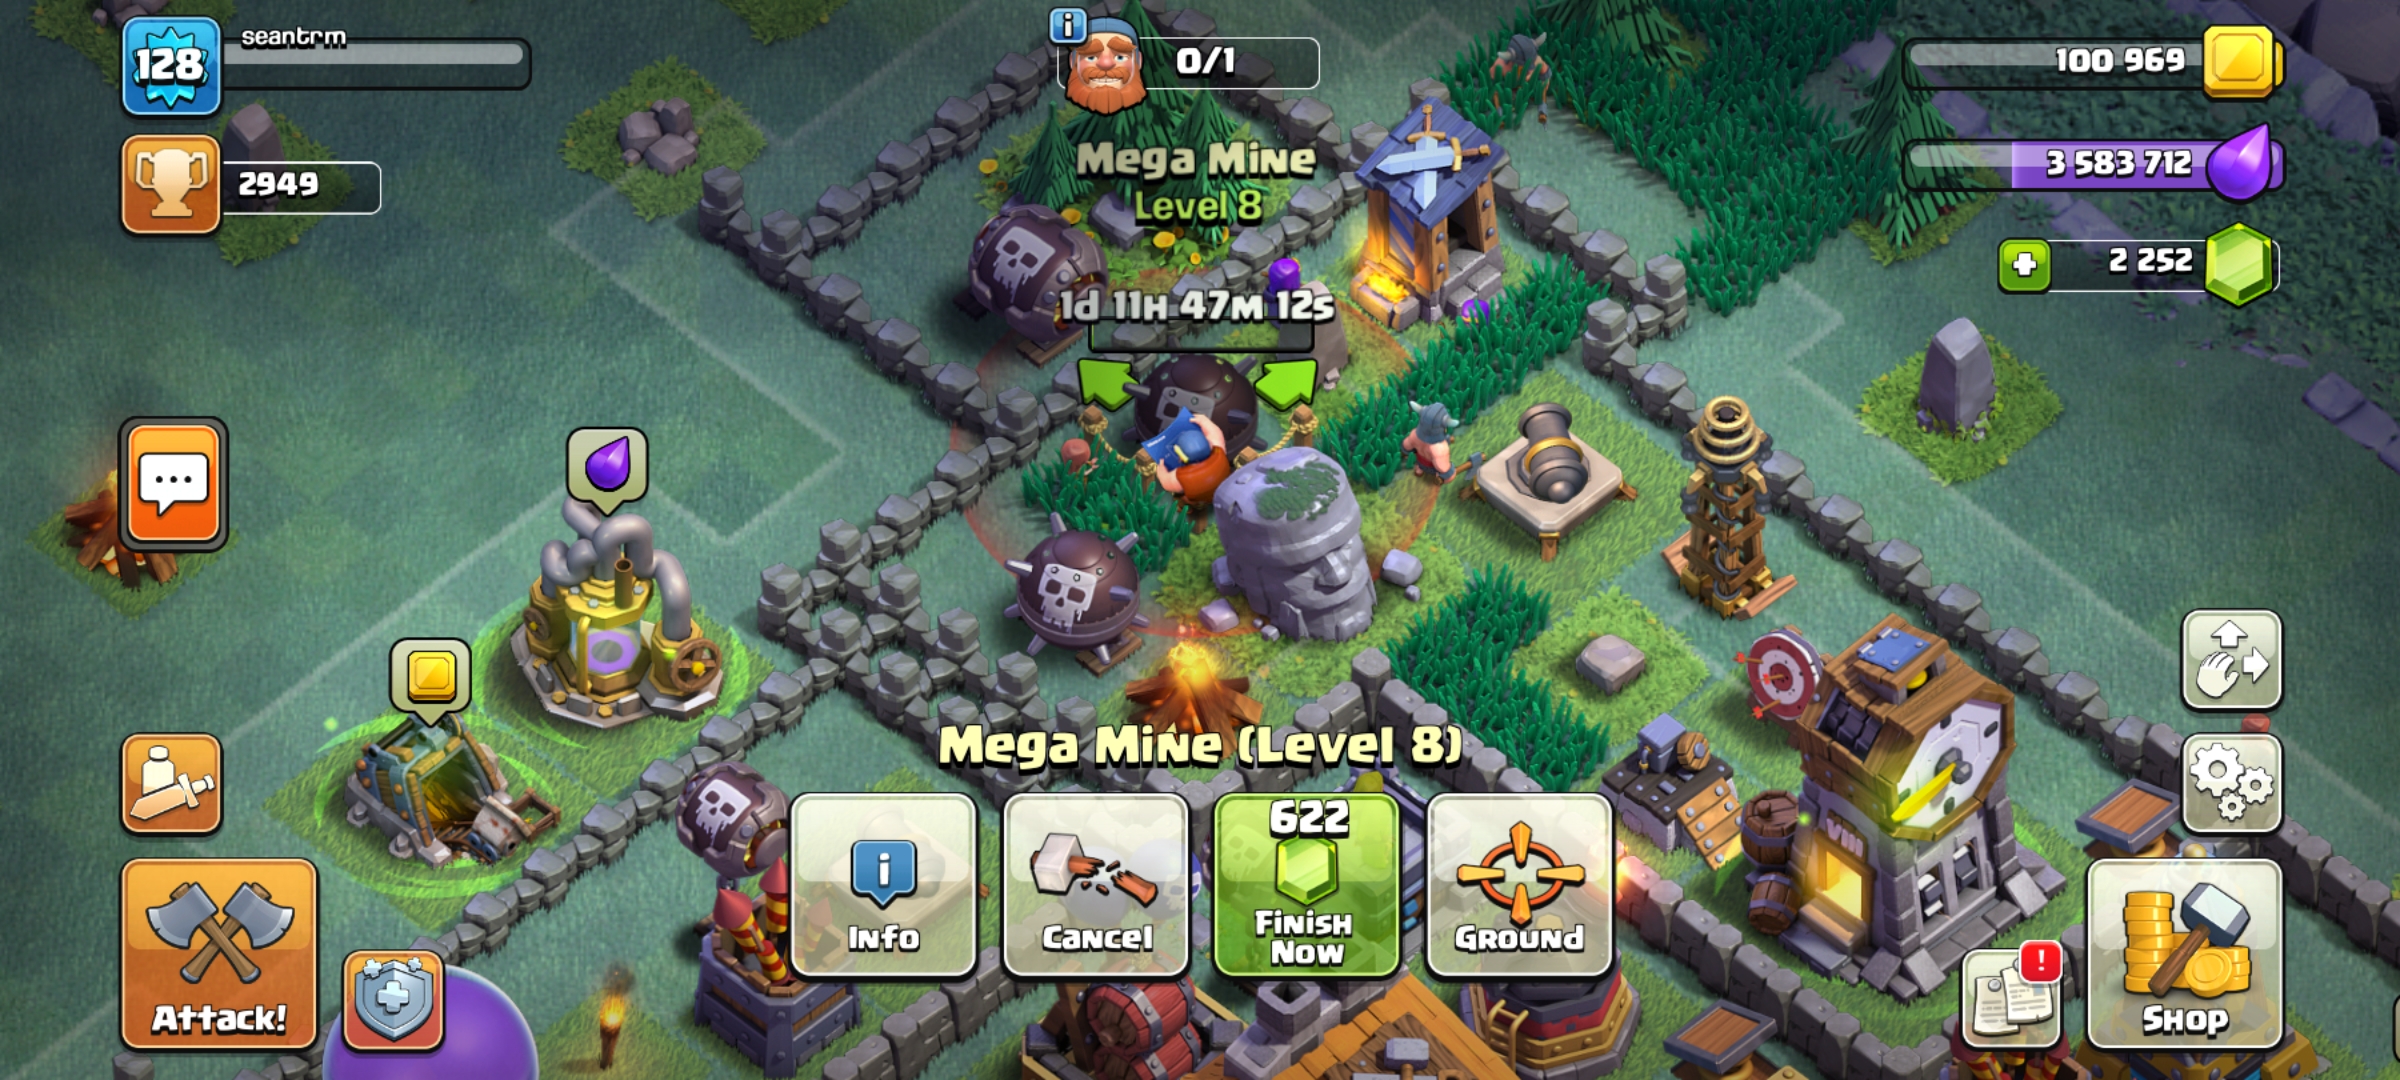 128
seantrm
0/1
100 969
2949
Mega Mine
Level 8
3 583 712
2 252
1d 11H 47M 12s
Mega Mine (Level 8)
Info
Cancel
622
Finish
Now
Ground
VIII
Attack!
!
Shop